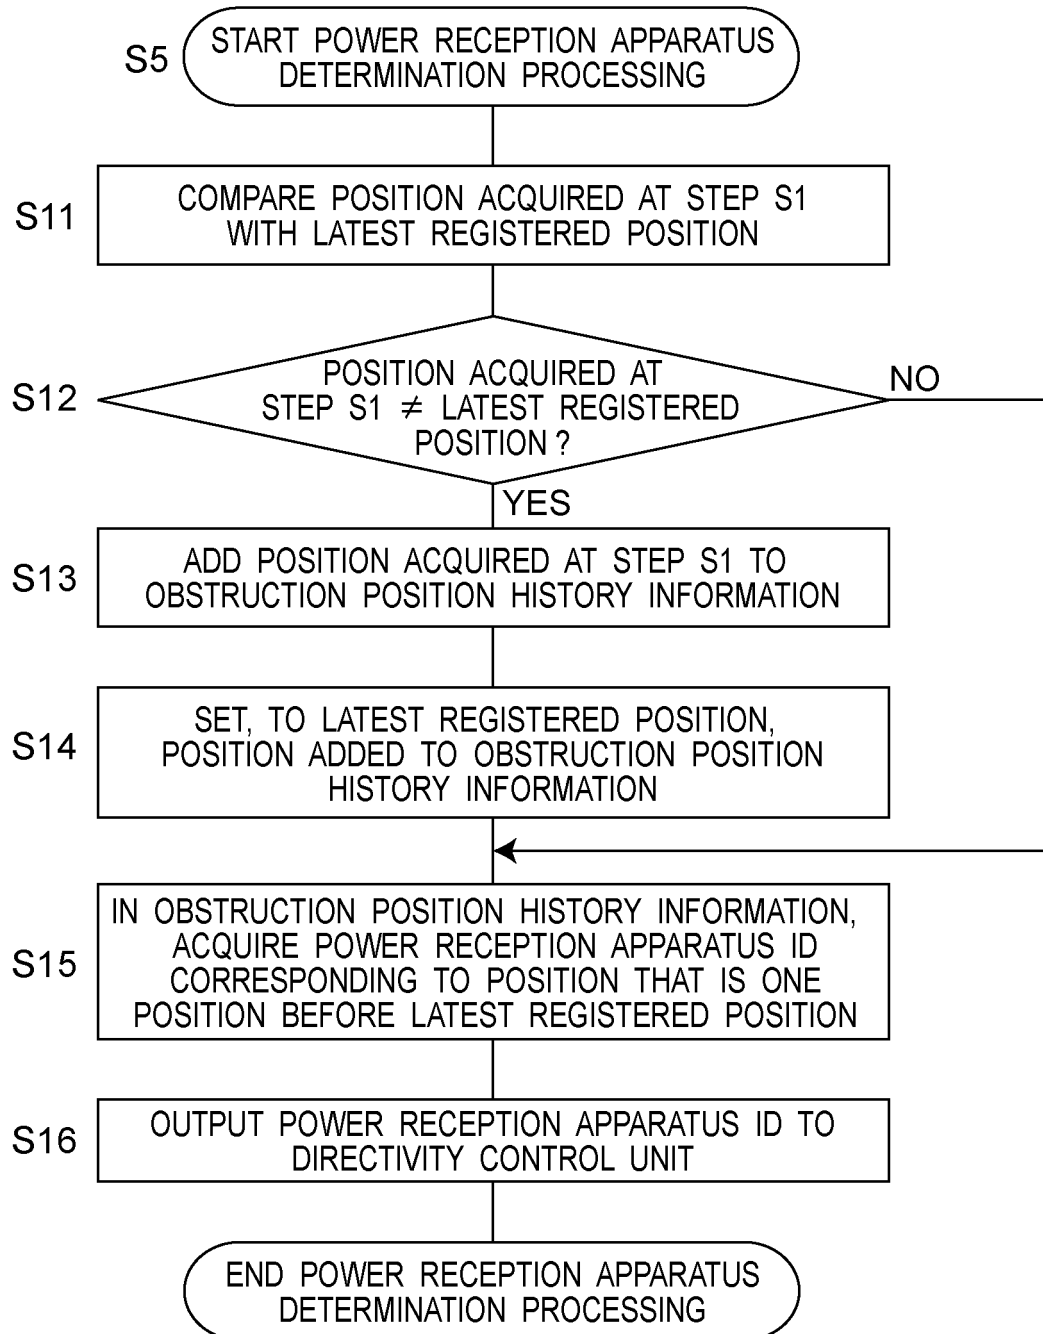 S5
START POWER RECEPTION APPARATUS
DETERMINATION PROCESSING
S11
COMPARE POSITION ACQUIRED AT STEP S1
WITH LATEST REGISTERED POSITION
S12
POSITION ACQUIRED AT
STEP S1 ≠ LATEST REGISTERED
POSITION ?
NO
YES
S13
ADD POSITION ACQUIRED AT STEP S1 TO
OBSTRUCTION POSITION HISTORY INFORMATION
S14
SET, TO LATEST REGISTERED POSITION,
POSITION ADDED TO OBSTRUCTION POSITION
HISTORY INFORMATION
S15
IN OBSTRUCTION POSITION HISTORY INFORMATION,
ACQUIRE POWER RECEPTION APPARATUS ID
CORRESPONDING TO POSITION THAT IS ONE
POSITION BEFORE LATEST REGISTERED POSITION
S16
OUTPUT POWER RECEPTION APPARATUS ID TO
DIRECTIVITY CONTROL UNIT
END POWER RECEPTION APPARATUS
DETERMINATION PROCESSING